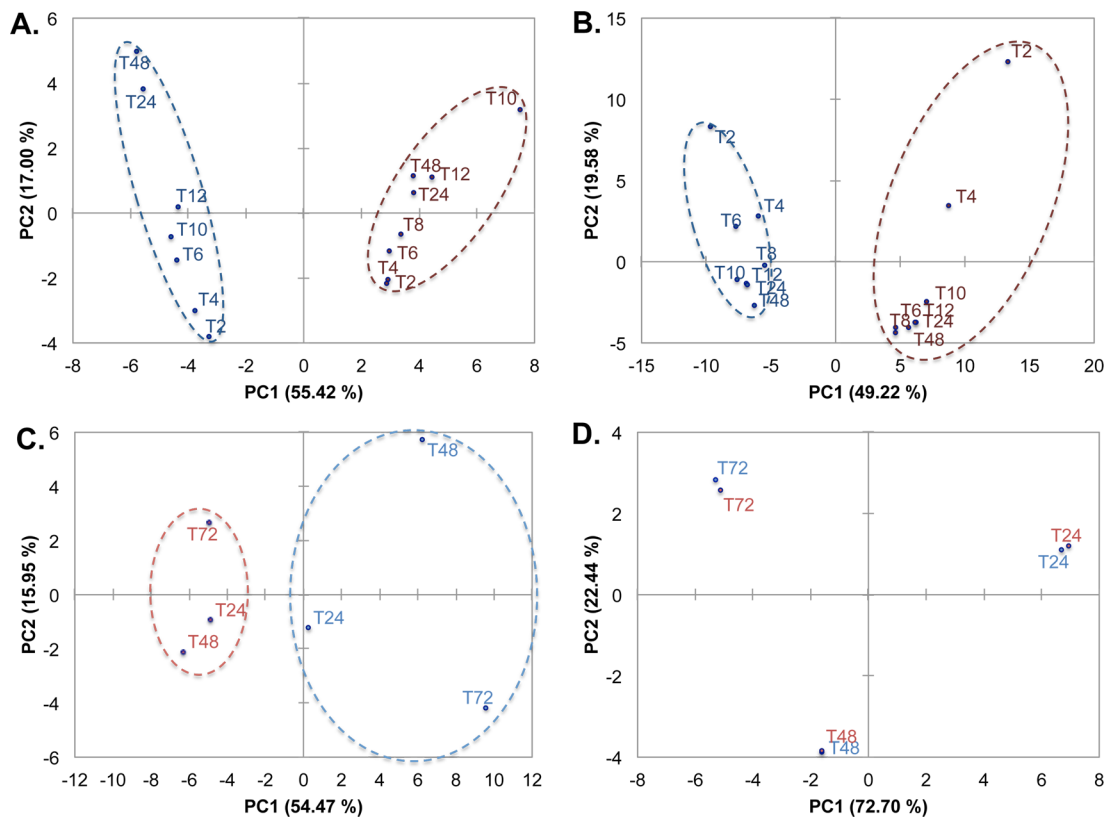 A.
6
4
2
0
-2
-4
PC2 (17.00 %)
T48
T24
T12
T10
T6
T4
T2
T10
T48
T12
T24
T8
T6
T4
T2
-8 -6 -4 -2 0 2 4 6 8
PC1 (55.42 %)
B.
15
10
5
0
-5
PC2 (19.58 %)
T2
T4
T6
T8
T10 T12
T24
T48
T2
T4
T10
T6 T12
T8 T24
T48
-15 -10 -5 0 5 10 15 20
PC1 (49.22 %)
C.
6
4
2
0
-2
-4
-6
PC2 (15.95 %)
T72
T24
T48
T48
T24
T72
-12 -10 -8 -6 -4 -2 0 2 4 6 8 10 12
PC1 (54.47 %)
D.
4
2
0
-2
-4
PC2 (22.44 %)
T72
T72
T24
T24
T48
T48
-8 -6 -4 -2 0 2 4 6 8
PC1 (72.70 %)